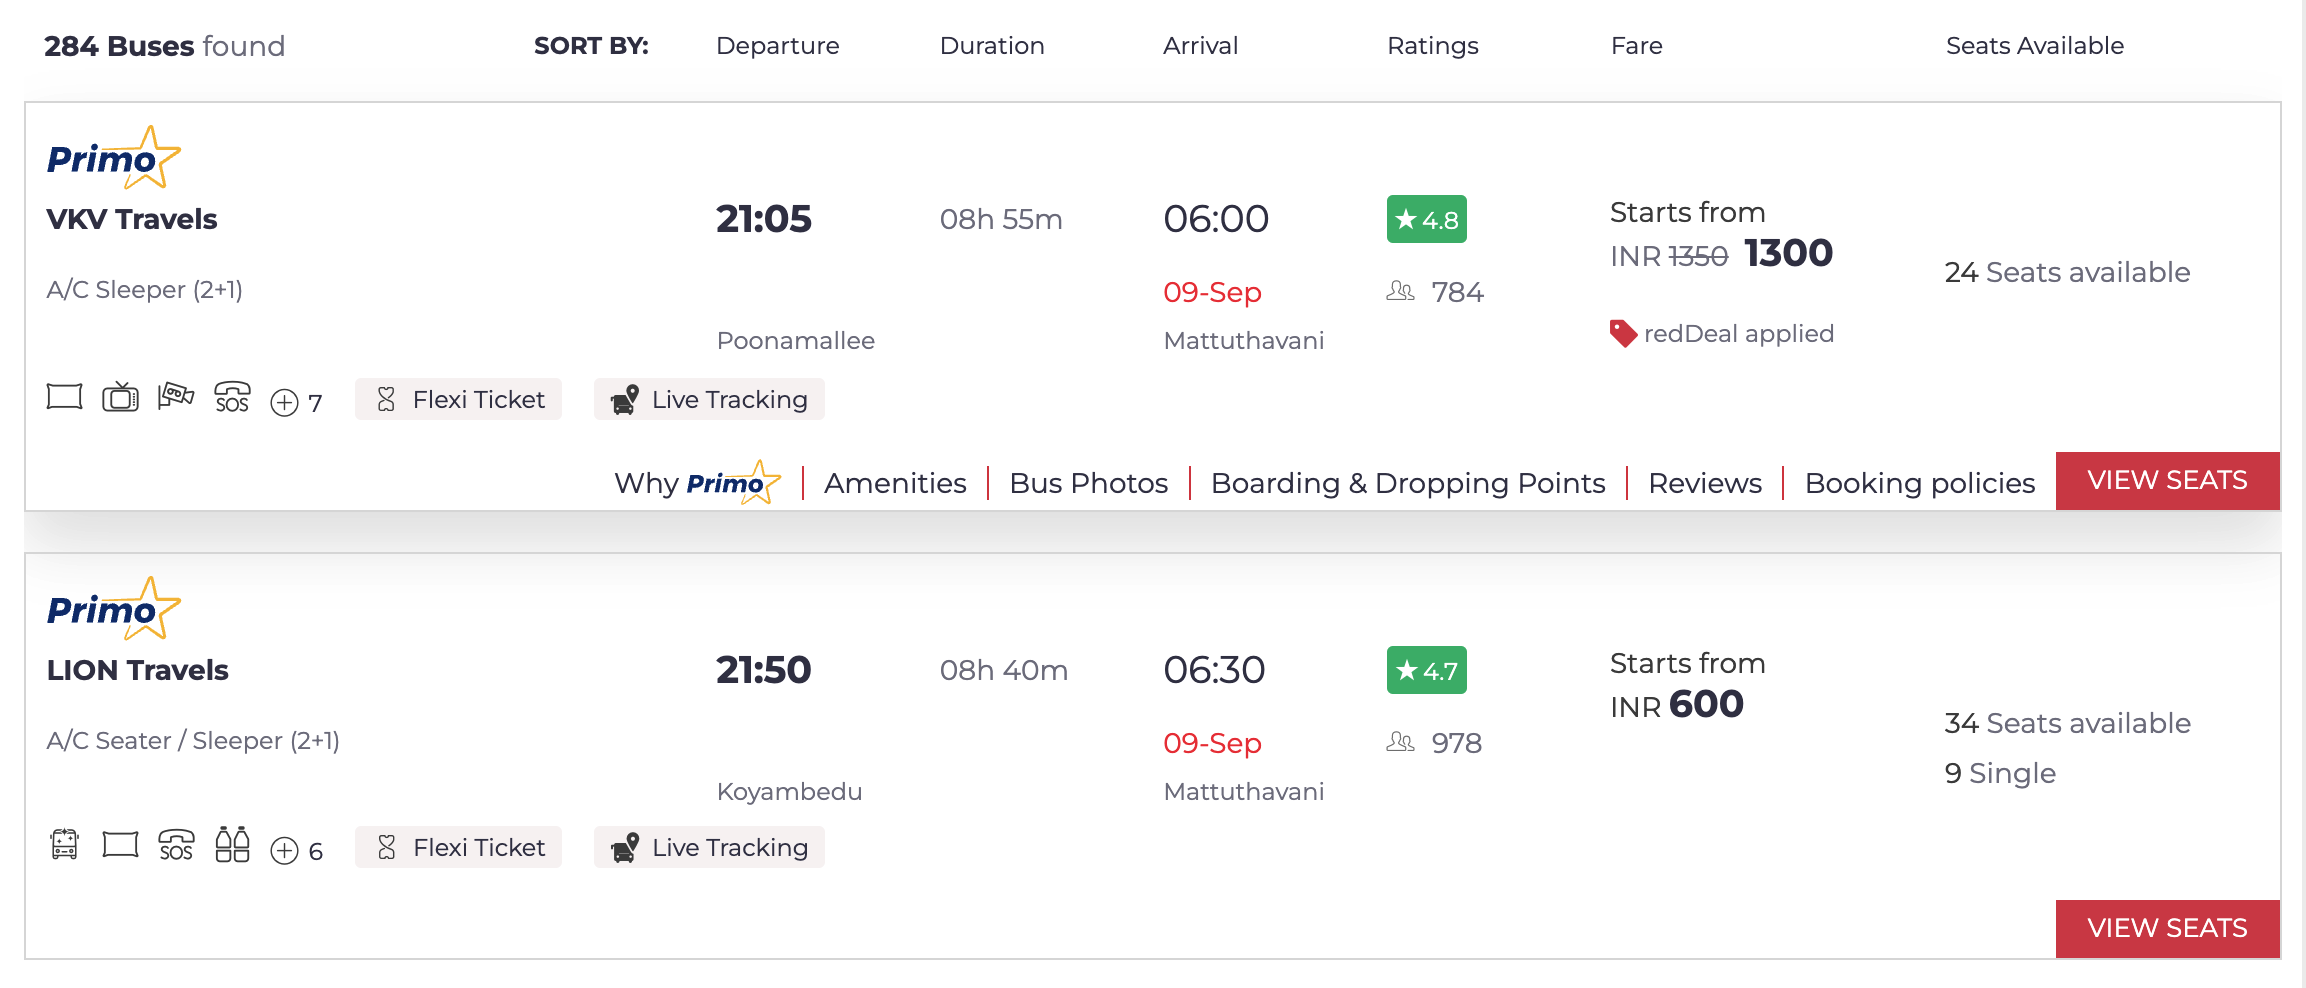 284 Buses found SORT BY: Departure Duration Arrival Ratings Fare Seats Available
Primo
VKV Travels 21:05 08h 55m 06:00 4.8 Starts from
INR 1350 1300
A/C Sleeper (2+1) 09-Sep 784 24 Seats available
Poonamallee Mattuthavani redDeal applied
SOS 7 Flexi Ticket Live Tracking
Why Primo Amenities Bus Photos Boarding & Dropping Points Reviews Booking policies VIEW SEATS
Primo
LION Travels 21:50 08h 40m 06:30 4.7 Starts from
INR 600
A/C Seater / Sleeper (2+1) 09-Sep 978 34 Seats available
9 Single
Koyambedu Mattuthavani
SOS 6 Flexi Ticket Live Tracking
VIEW SEATS